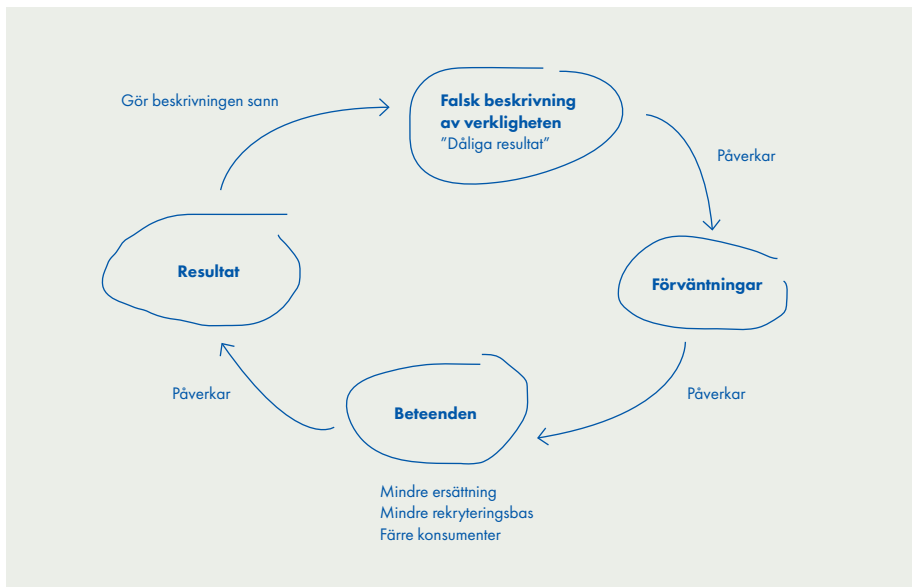 Gör beskrivningen sann
Falsk beskrivning
av verkligheten
”Dåliga resultat”
Påverkar
Resultat
Förväntningar
Påverkar
Beteenden
Påverkar
Mindre ersättning
Mindre rekryteringsbas
Färre konsumenter